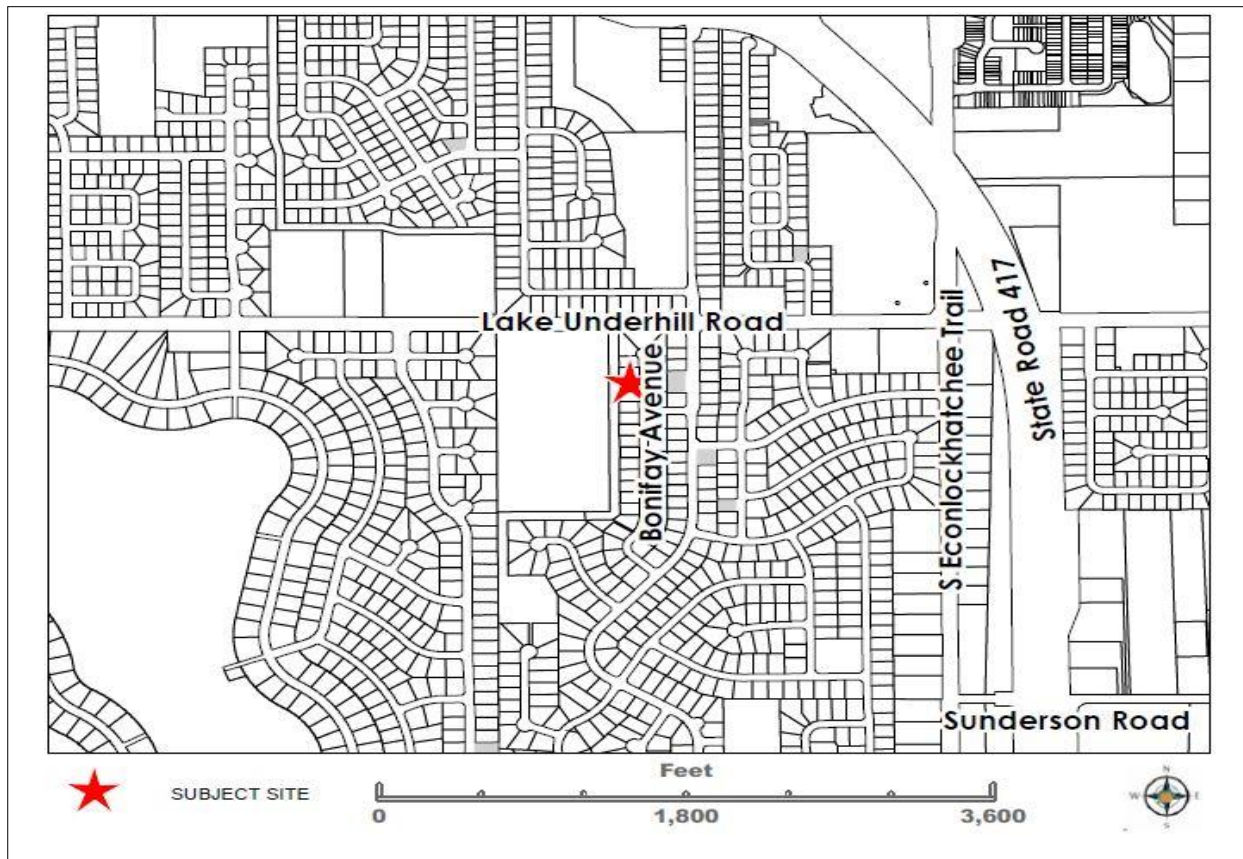 Lake Underhill Road
Bonifay Avenue
S Econlockhatchee Trail
State Road 417
Sunderson Road
SUBJECT SITE
Feet
0 1,800 3,600
N
W E
S